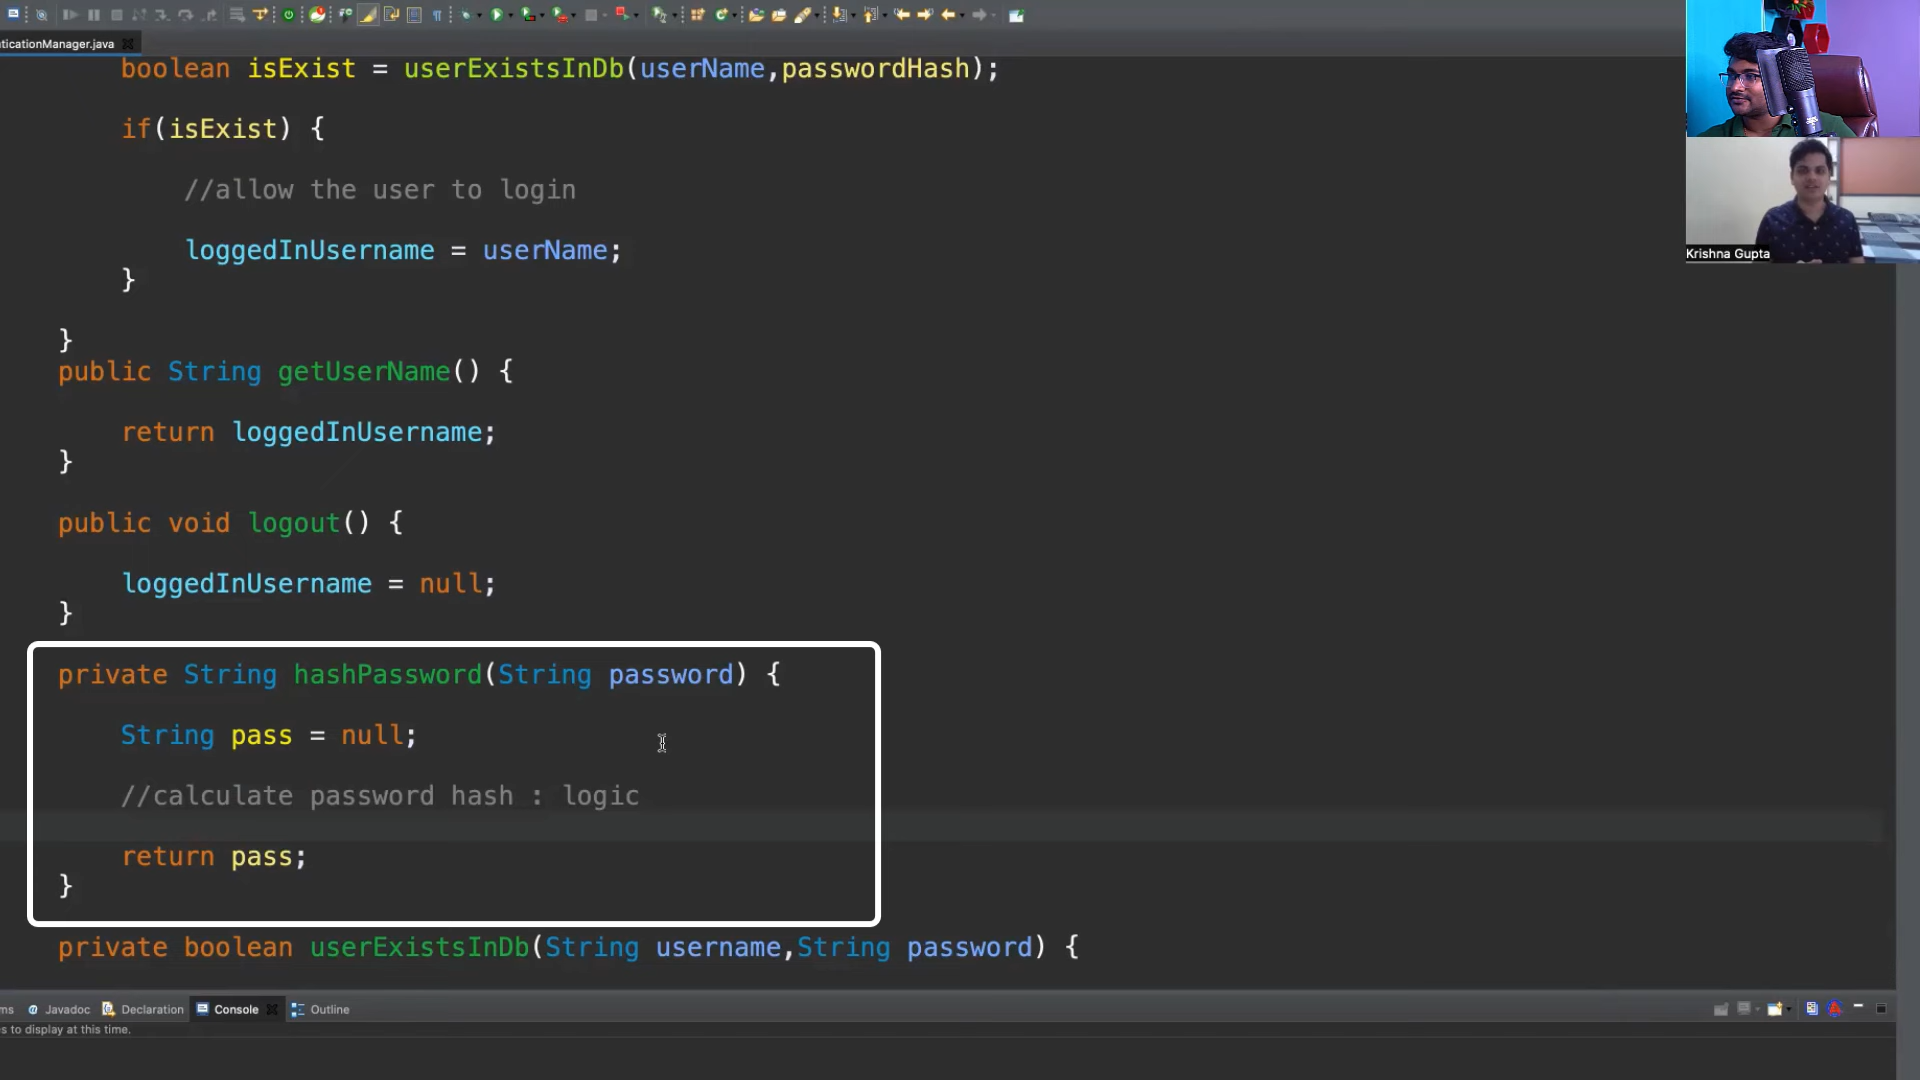 ticationManager.java
boolean isExist = userExistsInDb(userName,passwordHash);
if(isExist) {
//allow the user to login
loggedInUsername = userName;
}
}
public String getUserName() {
return loggedInUsername;
}
public void logout() {
loggedInUsername = null;
}
private String hashPassword(String password) {
String pass = null;
//calculate password hash : logic
return pass;
}
private boolean userExistsInDb(String username,String password) {
Krishna Gupta
ms @ Javadoc Declaration Console Outline
es to display at this time.